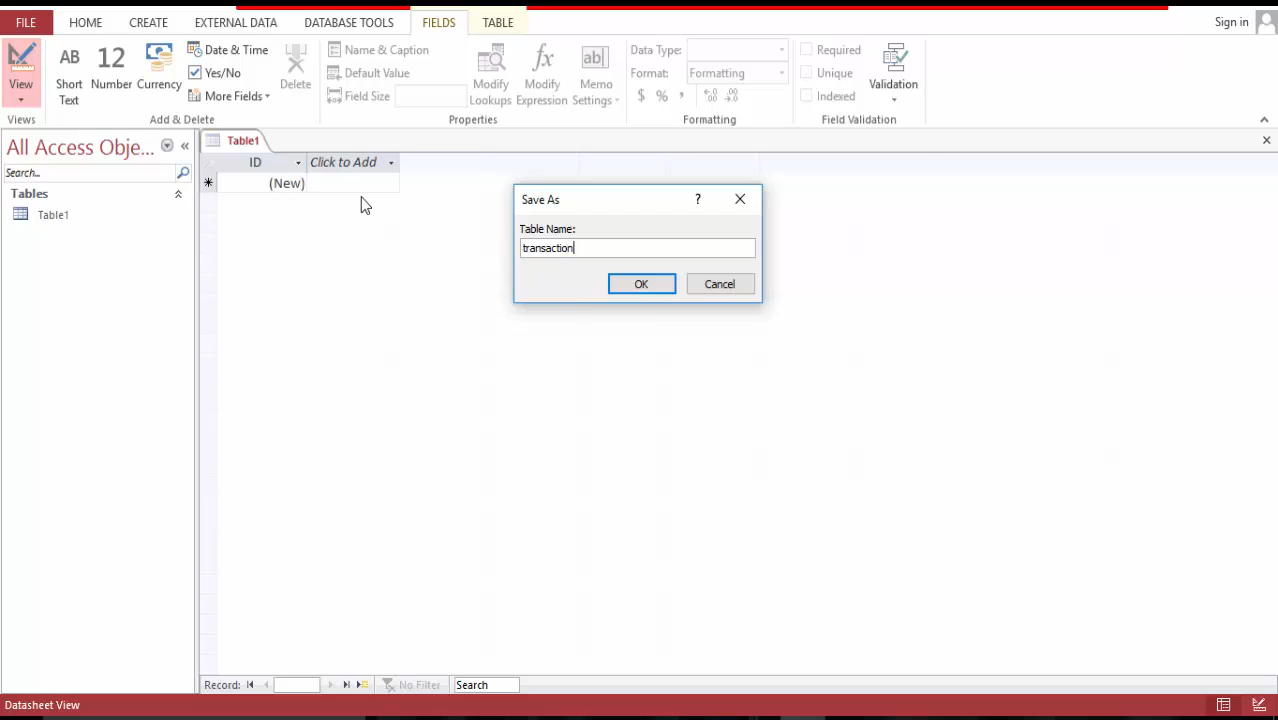 FILE HOME CREATE EXTERNAL DATA DATABASE TOOLS FIELDS TABLE Sign in
View
Views
AB
Short
Text
12
Number
Currency
Date & Time
Yes/No
More Fields
Delete
Add & Delete
Name & Caption
Default Value
Field Size
Modify
Lookups
fx
Modify
Expression
ab
Memo
Settings
Properties
Data Type:
Format: Formatting
$ % ,
.00 .00
Formatting
Required
Unique
Indexed
Validation
Field Validation
All Access Obje...
Search...
Tables
Table1
Table1
ID Click to Add
(New)
Save As ?
Table Name:
transaction
OK Cancel
Record: No Filter Search
Datasheet View